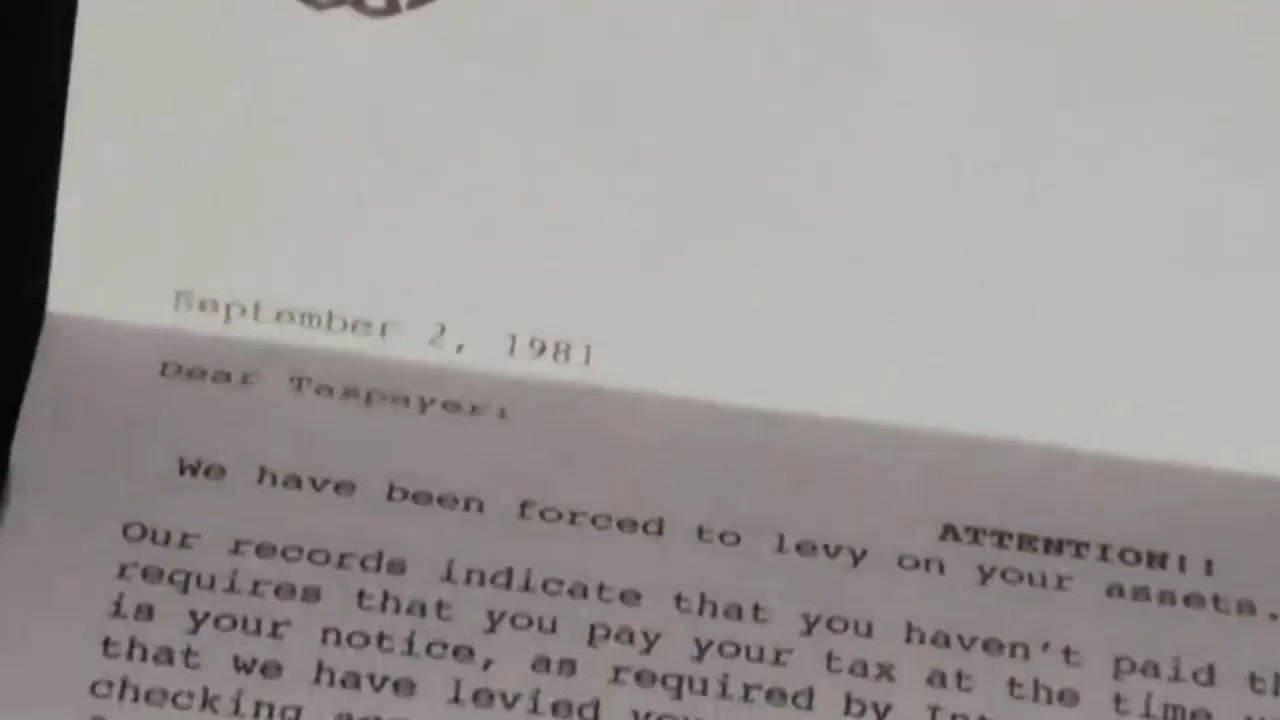 September 2, 1981
Dear Taxpayer:
ATTENTION!!
We have been forced to levy on your assets.
Our records indicate that you haven't paid
requires that you pay your tax at the time
is your notice, as required by
that we have levied
checking